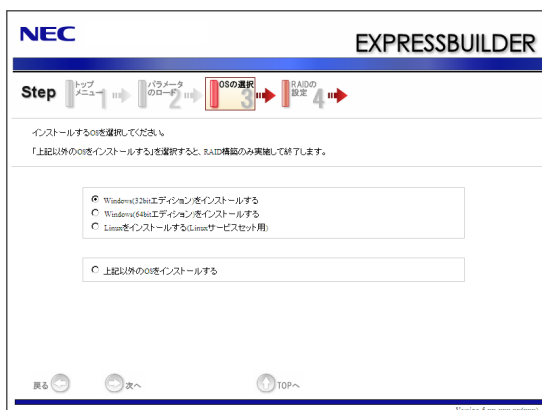 NEC
EXPRESSBUILDER
Step トップメニュー 1 パラメータのロード 2 OSの選択 3 RAIDの設定 4
インストールするOSを選択してください。
「上記以外のOSをインストールする」を選択すると、RAID構築のみ実施して終了します。
Windows(32bitエディション)をインストールする
Windows(64bitエディション)をインストールする
Linuxをインストールする(Linuxサービスセット用)
上記以外のOSをインストールする
戻る 次へ TOPへ